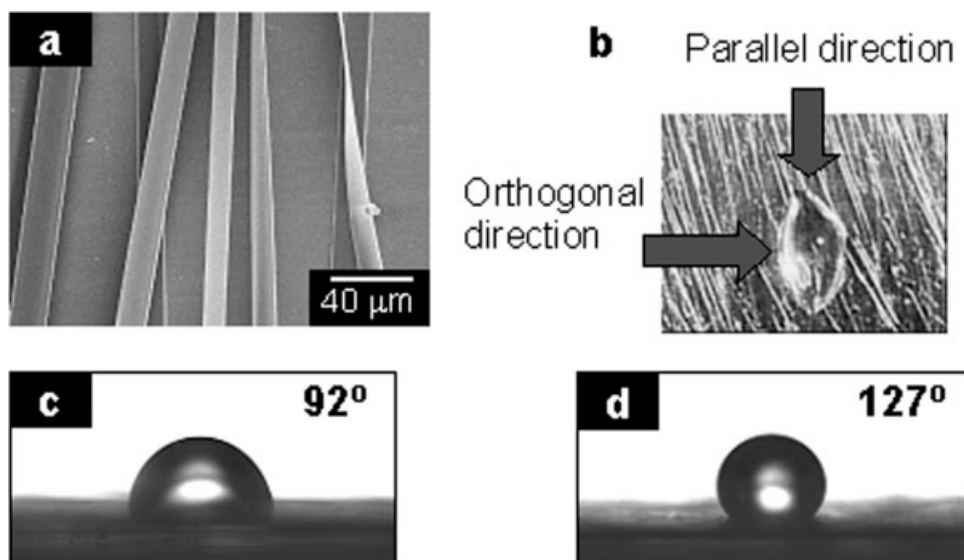 a
b
Parallel direction
Orthogonal
direction
40 µm
c
92º
d
127º